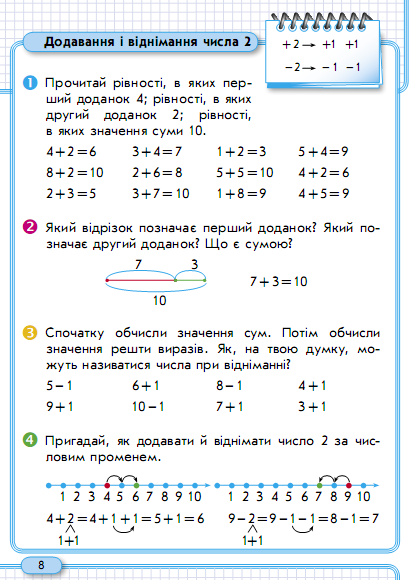 Додавання і віднімання числа 2
+2→ +1 +1
−2→ −1 −1
1 Прочитай рівності, в яких пер-
ший доданок 4; рівності, в яких
другий доданок 2; рівності,
в яких значення суми 10.
4+2=6 3+4=7 1+2=3 5+4=9
8+2=10 2+6=8 5+5=10 4+2=6
2+3=5 3+7=10 1+8=9 4+5=9
2 Який відрізок позначає перший доданок? Який по-
значає другий доданок? Що є сумою?
7 3
7+3=10
10
3 Спочатку обчисли значення сум. Потім обчисли
значення решти виразів. Як, на твою думку, мо-
жуть називатися числа при відніманні?
5−1 6+1 8−1 4+1
9+1 10−1 7+1 3+1
4 Пригадай, як додавати й віднімати число 2 за чис-
ловим променем.
1 2 3 4 5 6 7 8 9 10 1 2 3 4 5 6 7 8 9 10
4+2=4+1+1=5+1=6 9−2=9−1−1=8−1=7
1+1 1+1
8